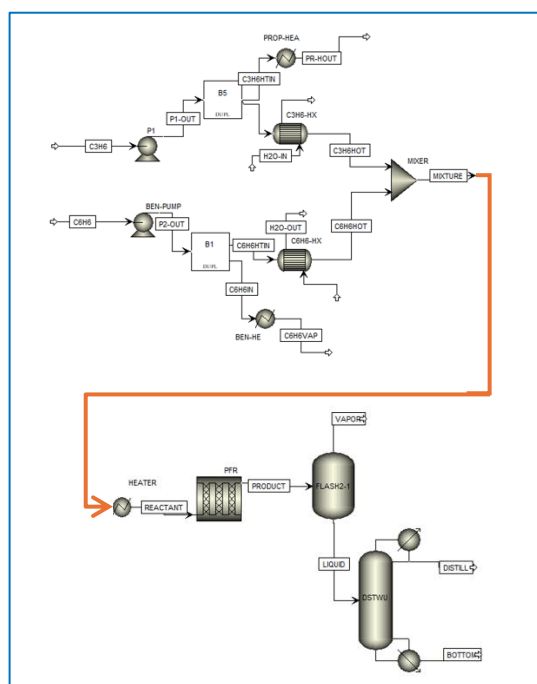 PROP-HEA
PR-HOUT
C3H6HTIN
B5
DUPL
P1-OUT
P1
C3H6
C3H6-HX
H2O-IN
C3H6HOT
MIXER
MIXTURE
BEN-PUMP
C6H6
P2-OUT
B1
DUPL
H2O-OUT
C6H6-HX
C6H6HTIN
C6H6HOT
C6H6IN
BEN-HE
C6H6VAP
VAPOR
HEATER
PFR
PRODUCT
FLASH2-1
REACTANT
LIQUID
DSTWU
DISTILL
BOTTOM